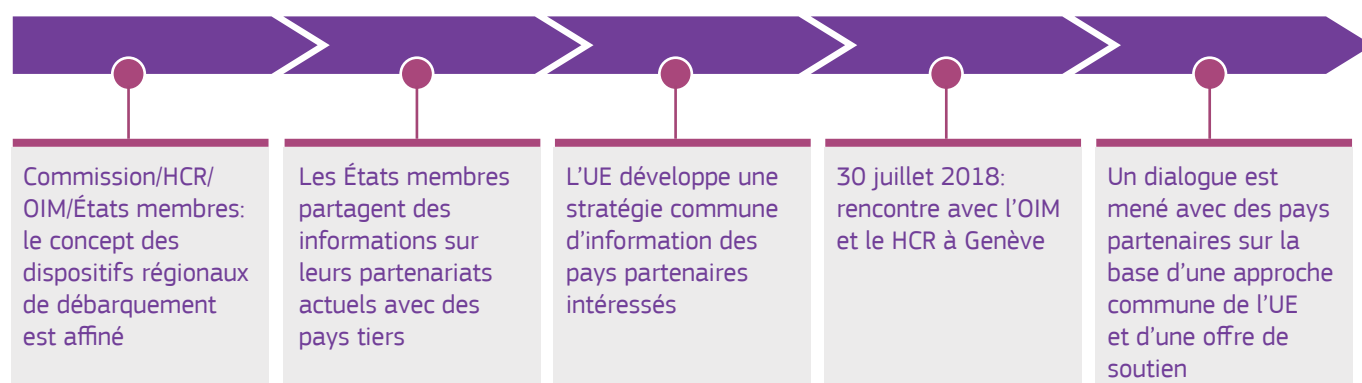 Commission/HCR/
OIM/États membres:
le concept des
dispositifs régionaux
de débarquement
est affiné
Les États membres
partagent des
informations sur
leurs partenariats
actuels avec des
pays tiers
L’UE développe une
stratégie commune
d’information des
pays partenaires
intéressés
30 juillet 2018:
rencontre avec l’OIM
et le HCR à Genève
Un dialogue est
mené avec des pays
partenaires sur la
base d’une approche
commune de l’UE
et d’une offre de
soutien